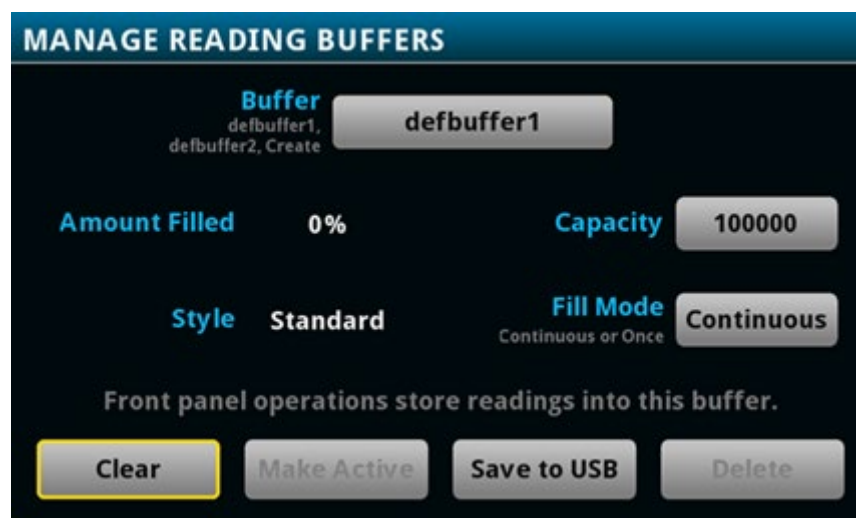 MANAGE READING BUFFERS
Buffer
defbuffer1,
defbuffer2, Create
defbuffer1
Amount Filled 0% Capacity 100000
Style Standard Fill Mode
Continuous or Once
Continuous
Front panel operations store readings into this buffer.
Clear Make Active Save to USB Delete